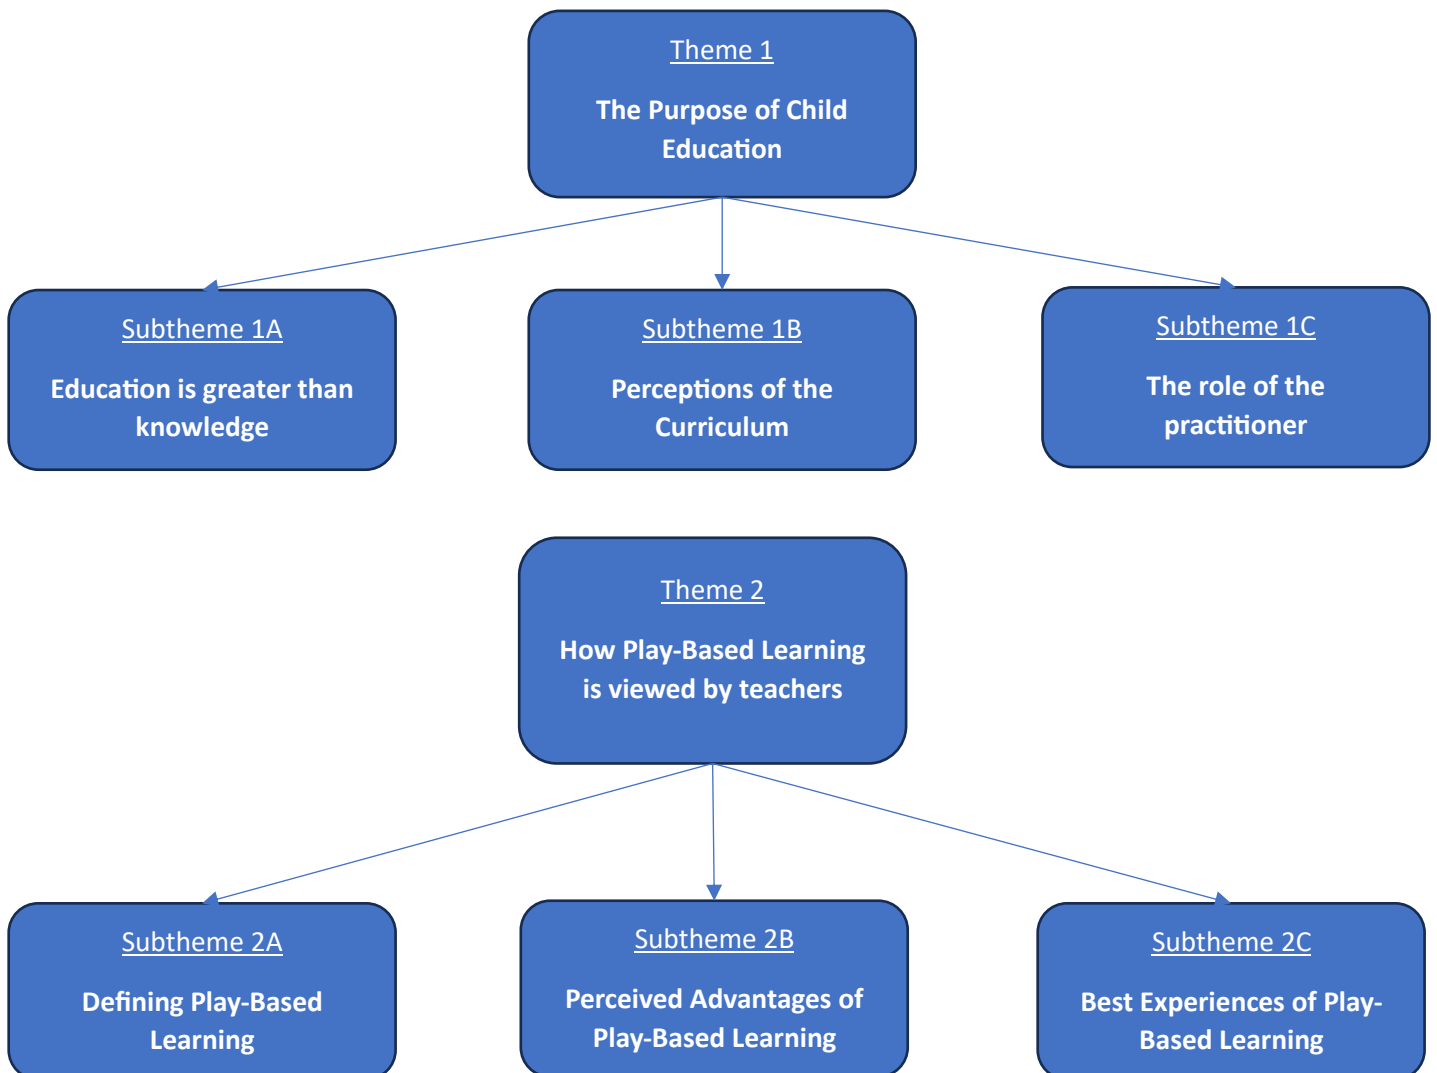 Theme 1
The Purpose of Child
Education
Subtheme 1A
Education is greater than
knowledge
Subtheme 1B
Perceptions of the
Curriculum
Subtheme 1C
The role of the
practitioner
Theme 2
How Play-Based Learning
is viewed by teachers
Subtheme 2A
Defining Play-Based
Learning
Subtheme 2B
Perceived Advantages of
Play-Based Learning
Subtheme 2C
Best Experiences of Play-
Based Learning